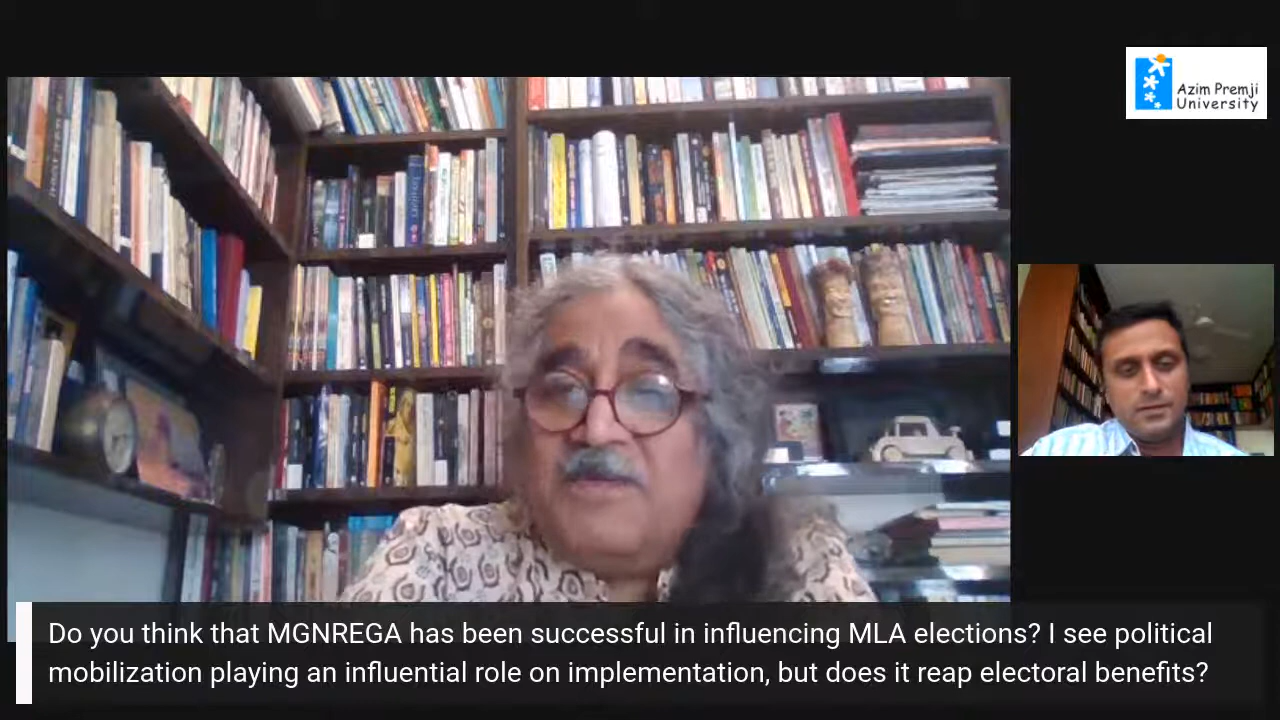 Azim Premji
University
Do you think that MGNREGA has been successful in influencing MLA elections? I see political
mobilization playing an influential role on implementation, but does it reap electoral benefits?